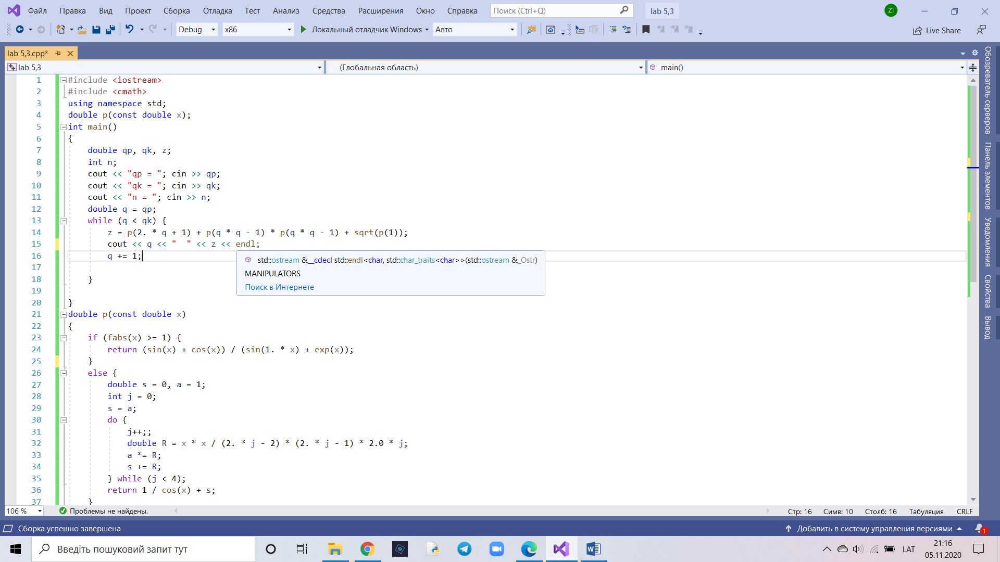 Файл Правка Вид Проект Сборка Отладка Тест Анализ Средства Расширения Окно Справка Поиск (Ctrl+Q) lab 5,3 ZI
Debug x86 Локальный отладчик Windows Авто Live Share
lab 5,3.cpp*
lab 5,3 (Глобальная область) main()
1 #include <iostream>
2 #include <cmath>
3 using namespace std;
4 double p(const double x);
5 int main()
6 {
7 double qp, qk, z;
8 int n;
9 cout << "qp = "; cin >> qp;
10 cout << "qk = "; cin >> qk;
11 cout << "n = "; cin >> n;
12 double q = qp;
13 while (q < qk) {
14 z = p(2. * q + 1) + p(q * q - 1) * p(q * q - 1) + sqrt(p(1));
15 cout << q << "  " << z << endl;
16 q += 1;
17
18 }
19
20 }
21 double p(const double x)
22 {
23 if (fabs(x) >= 1) {
24 return (sin(x) + cos(x)) / (sin(1. * x) + exp(x));
25 }
26 else {
27 double s = 0, a = 1;
28 int j = 0;
29 s = a;
30 do {
31 j++;;
32 double R = x * x / (2. * j - 2) * (2. * j - 1) * 2.0 * j;
33 a *= R;
34 s += R;
35 } while (j < 4);
36 return 1 / cos(x) + s;
37 }
std::ostream &__cdecl std::endl<char, std::char_traits<char>>(std::ostream &_Ostr)
MANIPULATORS
Поиск в Интернете
Обозреватель серверов
Панель элементов
Уведомления
Свойства
Вывод
106 % Проблемы не найдены. Стр: 16 Симв: 10 Столб: 16 Табуляция CRLF
Сборка успешно завершена Добавить в систему управления версиями 1
Введіть пошуковий запит тут LAT 21:16
05.11.2020